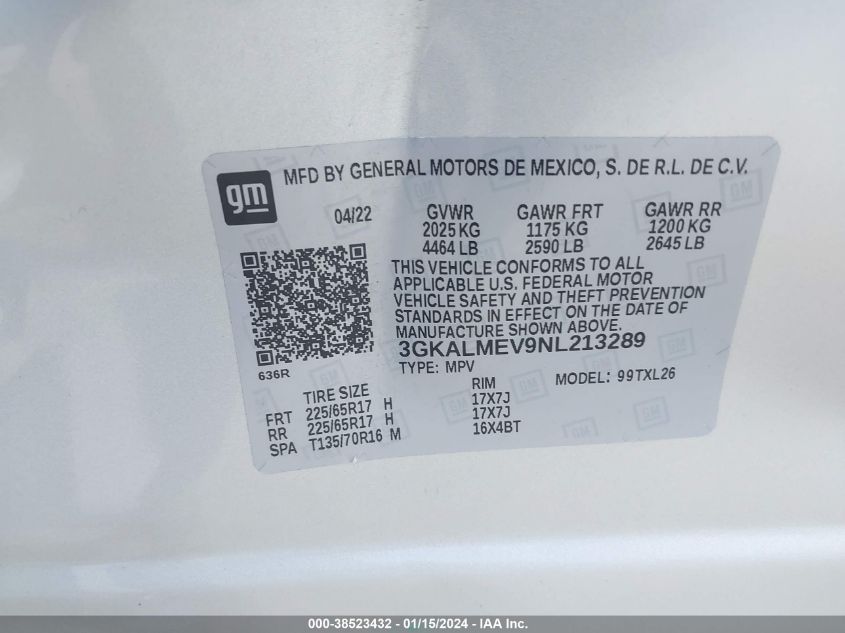 gm
MFD BY GENERAL MOTORS DE MEXICO, S. DE R.L. DE C.V.
04/22 GVWR GAWR FRT GAWR RR
2025 KG 1175 KG 1200 KG
4464 LB 2590 LB 2645 LB
THIS VEHICLE CONFORMS TO ALL
APPLICABLE U.S. FEDERAL MOTOR
VEHICLE SAFETY AND THEFT PREVENTION
STANDARDS IN EFFECT ON THE DATE OF
MANUFACTURE SHOWN ABOVE.
3GKALMEV9NL213289
636R
TYPE: MPV
MODEL: 99TXL26
TIRE SIZE RIM
FRT 225/65R17 H 17X7J
RR 225/65R17 H 17X7J
SPA T135/70R16 M 16X4BT
000-38523432 - 01/15/2024 - IAA Inc.